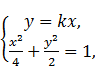 y = kx,
x²/4 + y²/2 = 1,